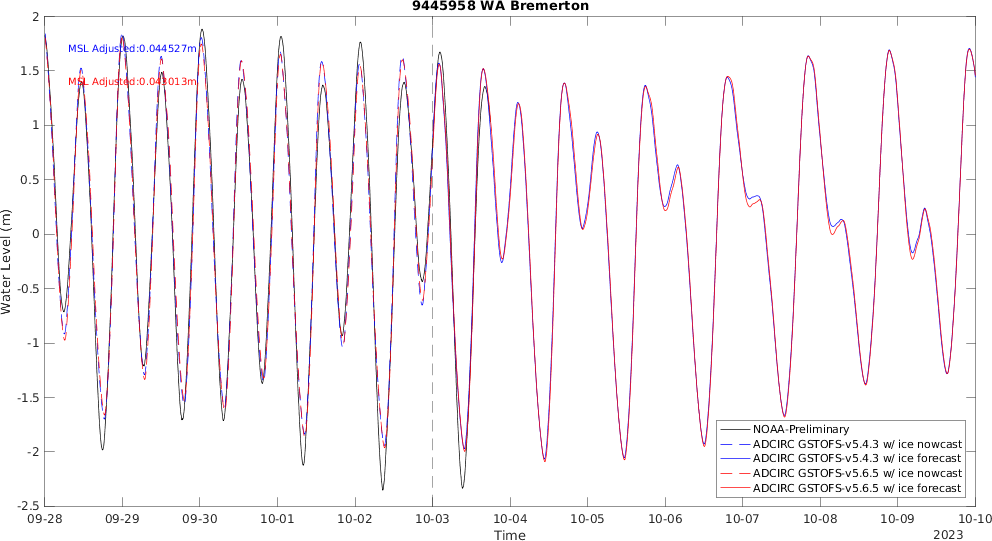 9445958 WA Bremerton
MSL Adjusted:0.044527m
MSL Adjusted:0.043013m
Water Level (m)
2
1.5
1
0.5
0
-0.5
-1
-1.5
-2
-2.5
NOAA-Preliminary
ADCIRC GSTOFS-v5.4.3 w/ ice nowcast
ADCIRC GSTOFS-v5.4.3 w/ ice forecast
ADCIRC GSTOFS-v5.6.5 w/ ice nowcast
ADCIRC GSTOFS-v5.6.5 w/ ice forecast
09-28 09-29 09-30 10-01 10-02 10-03 10-04 10-05 10-06 10-07 10-08 10-09 10-10
Time
2023